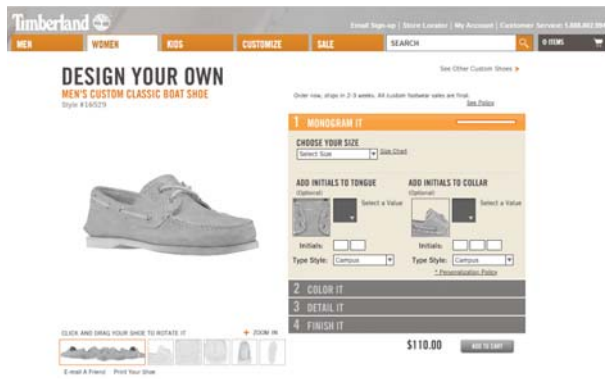 Timberland
Email Sign-up | Store Locator | My Account | Customer Service:
MEN WOMEN KIDS CUSTOMIZE SALE SEARCH 0 ITEMS
See Other Custom Shoes
DESIGN YOUR OWN
MEN'S CUSTOM CLASSIC BOAT SHOE
Style #16529
Order now, ships in 2-3 weeks. All custom footwear sales are final.
See Policy
1 MONOGRAM IT
CHOOSE YOUR SIZE
Select Size Size Chart
ADD INITIALS TO TONGUE ADD INITIALS TO COLLAR
(Optional) (Optional)
Select a Value Select a Value
Initials: Initials:
Type Style: Campus Type Style: Campus
* Personalization Policy
2 COLOR IT
3 DETAIL IT
4 FINISH IT
CLICK AND DRAG YOUR SHOE TO ROTATE IT + ZOOM IN
$110.00 ADD TO CART
E-mail A Friend Print Your Shoe